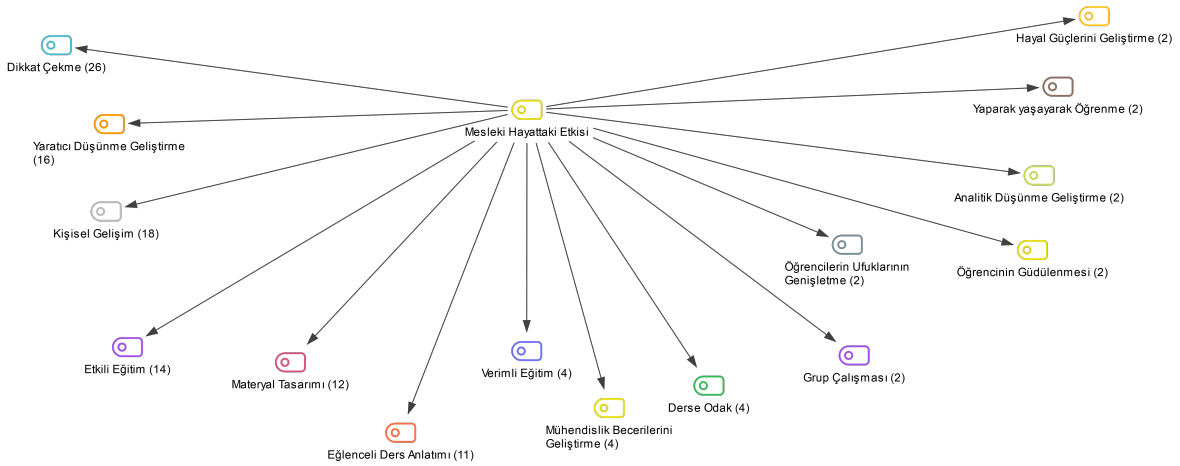 Hayal Güçlerini Geliştirme (2)
Dikkat Çekme (26)
Yaparak yaşayarak Öğrenme (2)
Mesleki Hayattaki Etkisi
Yaratıcı Düşünme Geliştirme
(16)
Analitik Düşünme Geliştirme (2)
Kişisel Gelişim (18)
Öğrencilerin Ufuklarının
Genişletme (2)
Öğrencinin Güdülenmesi (2)
Etkili Eğitim (14)
Materyal Tasarımı (12)
Verimli Eğitim (4)
Grup Çalışması (2)
Derse Odak (4)
Mühendislik Becerilerini
Geliştirme (4)
Eğlenceli Ders Anlatımı (11)